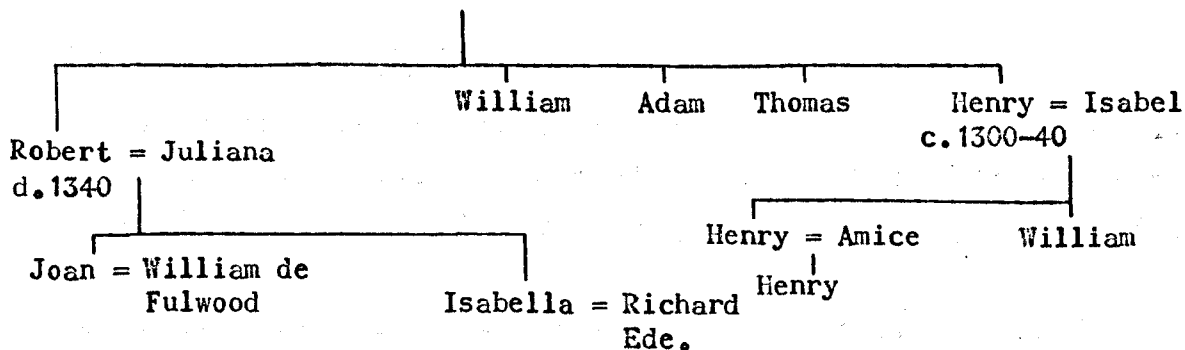 William Adam Thomas Henry = Isabel
c.1300-40
Robert = Juliana
d.1340
Henry = Amice William
Joan = William de
Fulwood
Henry
Isabella = Richard
Ede.